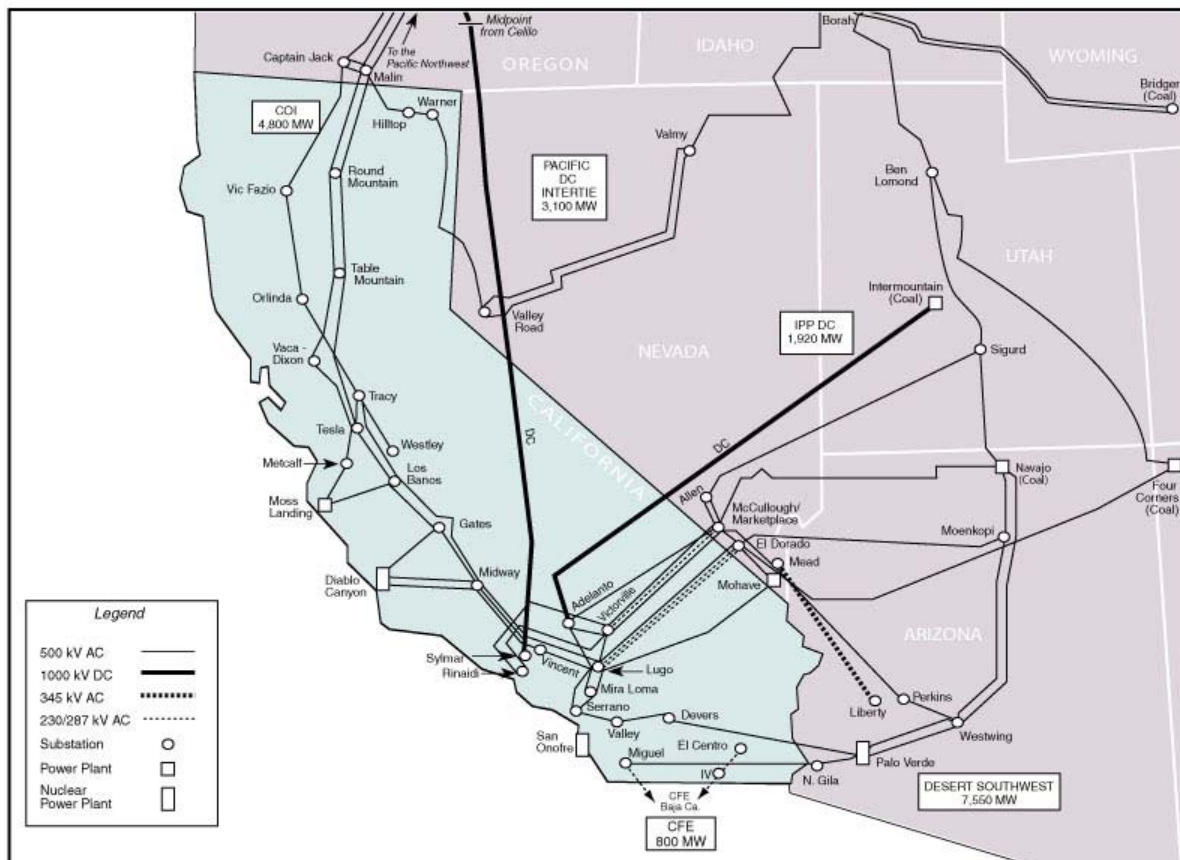 Midpoint
from Celilo
Borah
IDAHO
WYOMING
Captain Jack
To the
Pacific Northwest
OREGON
Malin
Bridger
(Coal)
COI
4,800 MW
Warner
Hilltop
Valmy
PACIFIC
DC
INTERTIE
3,100 MW
Round
Mountain
Vic Fazio
Ben
Lomond
UTAH
Table
Mountain
Orlinda
Intermountain
(Coal)
Valley
Road
IPP DC
1,920 MW
NEVADA
Sigurd
Vaca -
Dixon
CALIFORNIA
Tracy
DC
DC
Tesla
Westley
Metcalf
Los
Banos
Navajo
(Coal)
Four
Corners
(Coal)
Allen
Moss
Landing
McCullough/
Marketplace
Gates
El Dorado
Moenkopi
Mead
Mohave
Diablo
Canyon
Midway
Adelanto
Victorville
ARIZONA
Sylmar
Vincent
Rinaldi
Lugo
Mira Loma
Perkins
Liberty
Serrano
Westwing
Valley
Devers
San
Onofre
Miguel
El Centro
Palo Verde
IV
N. Gila
DESERT SOUTHWEST
7,550 MW
CFE
Baja Ca.
CFE
800 MW
Legend
500 kV AC
1000 kV DC
345 kV AC
230/287 kV AC
Substation
Power Plant
Nuclear
Power Plant